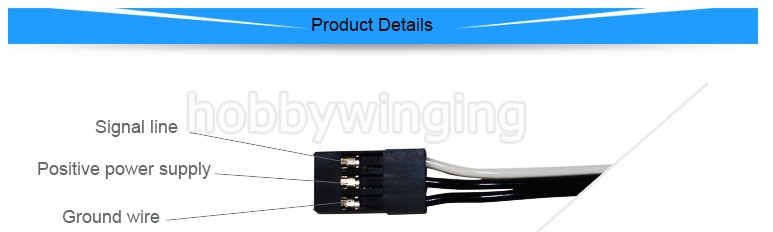 Product Details
hobbywinging
Signal line
Positive power supply
Ground wire